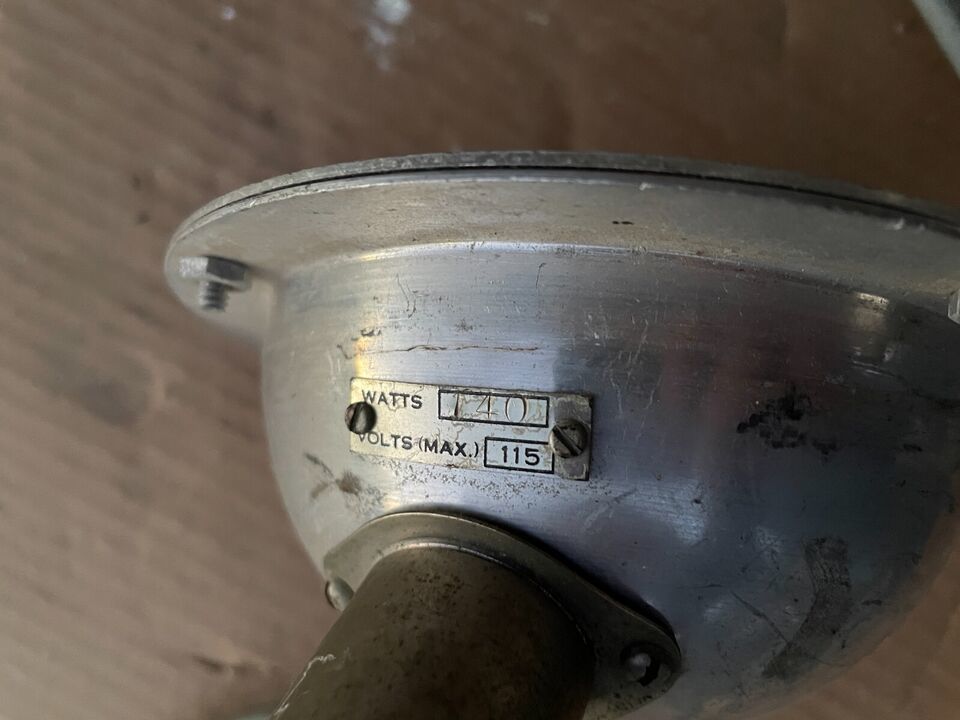 WATTS 140
VOLTS (MAX.) 115